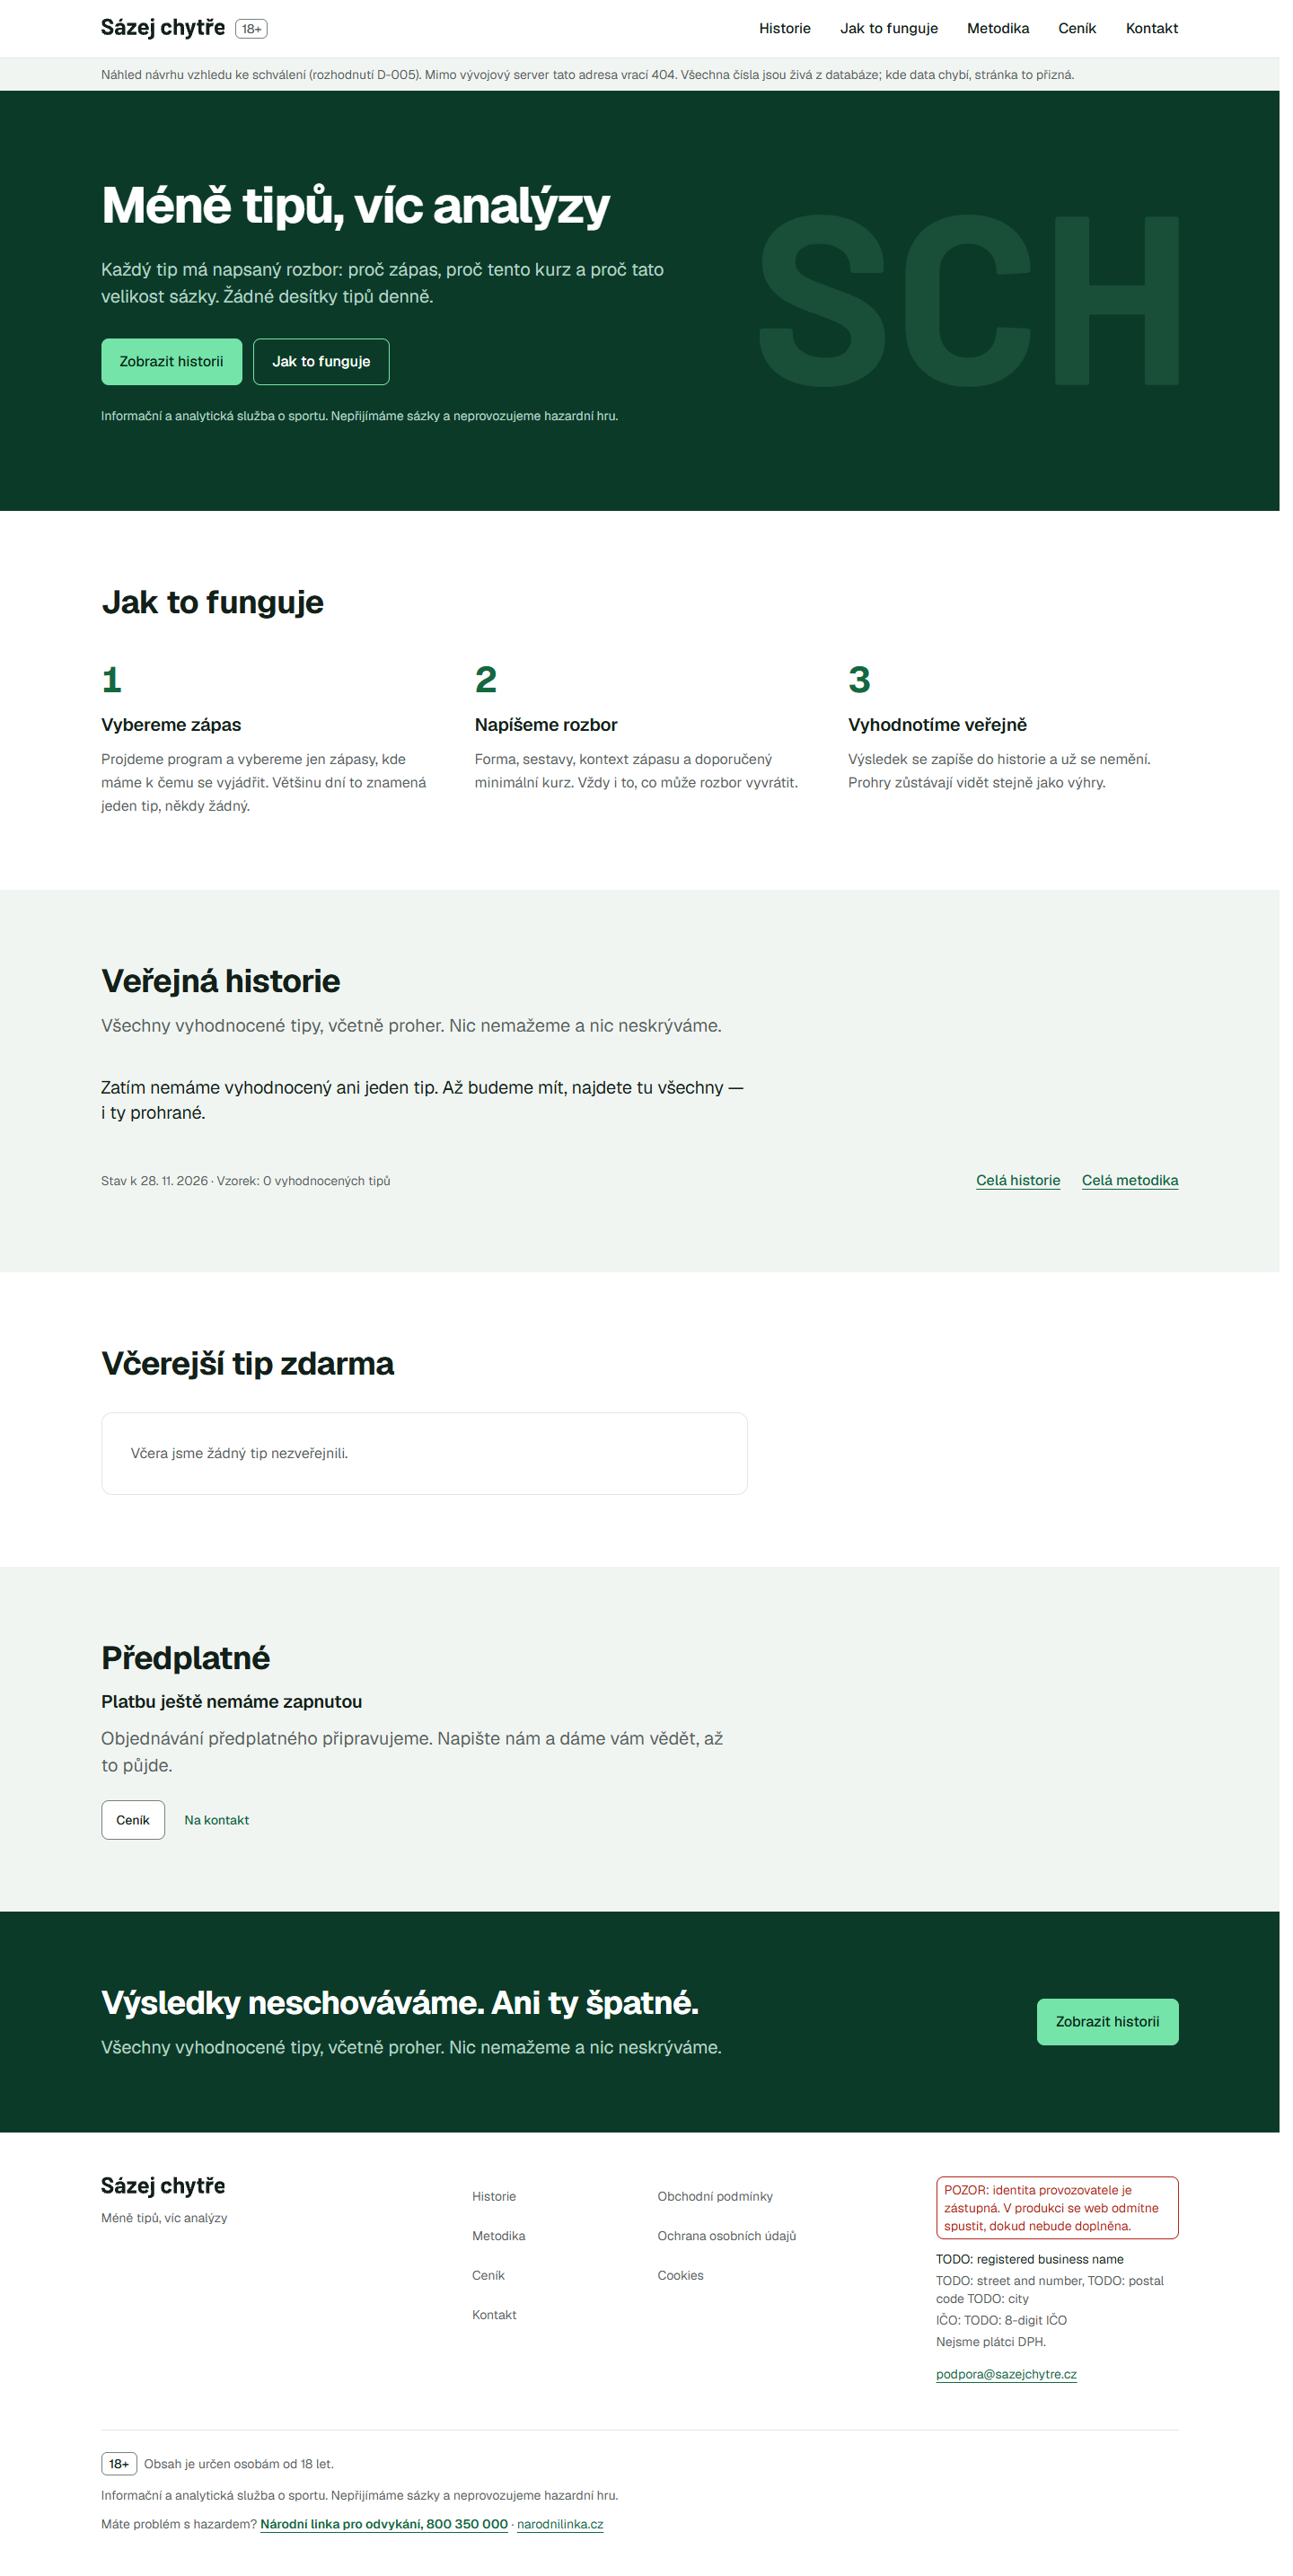 Sázej chytře 18+ Historie Jak to funguje Metodika Ceník Kontakt
Náhled návrhu vzhledu ke schválení (rozhodnutí D-005). Mimo vývojový server tato adresa vrací 404. Všechna čísla jsou živá z databáze; kde data chybí, stránka to přizná.
Méně tipů, víc analýzy
Každý tip má napsaný rozbor: proč zápas, proč tento kurz a proč tato
velikost sázky. Žádné desítky tipů denně.
Zobrazit historii Jak to funguje
Informační a analytická služba o sportu. Nepřijímáme sázky a neprovozujeme hazardní hru.
SCH
Jak to funguje
1
Vybereme zápas
Projdeme program a vybereme jen zápasy, kde
máme k čemu se vyjádřit. Většinu dní to znamená
jeden tip, někdy žádný.
2
Napíšeme rozbor
Forma, sestavy, kontext zápasu a doporučený
minimální kurz. Vždy i to, co může rozbor vyvrátit.
3
Vyhodnotíme veřejně
Výsledek se zapíše do historie a už se nemění.
Prohry zůstávají vidět stejně jako výhry.
Veřejná historie
Všechny vyhodnocené tipy, včetně proher. Nic nemažeme a nic neskrýváme.
Zatím nemáme vyhodnocený ani jeden tip. Až budeme mít, najdete tu všechny —
i ty prohrané.
Stav k 28. 11. 2026 · Vzorek: 0 vyhodnocených tipů
Celá historie Celá metodika
Včerejší tip zdarma
Včera jsme žádný tip nezveřejnili.
Předplatné
Platbu ještě nemáme zapnutou
Objednávání předplatného připravujeme. Napište nám a dáme vám vědět, až
to půjde.
Ceník Na kontakt
Výsledky neschováváme. Ani ty špatné.
Všechny vyhodnocené tipy, včetně proher. Nic nemažeme a nic neskrýváme.
Zobrazit historii
Sázej chytře
Méně tipů, víc analýzy
Historie
Metodika
Ceník
Kontakt
Obchodní podmínky
Ochrana osobních údajů
Cookies
POZOR: identita provozovatele je
zástupná. V produkci se web odmítne
spustit, dokud nebude doplněna.
TODO: registered business name
TODO: street and number, TODO: postal
code TODO: city
IČO: TODO: 8-digit IČO
Nejsme plátci DPH.
podpora@sazejchytre.cz
18+ Obsah je určen osobám od 18 let.
Informační a analytická služba o sportu. Nepřijímáme sázky a neprovozujeme hazardní hru.
Máte problém s hazardem? Národní linka pro odvykání, 800 350 000 · narodnilinka.cz